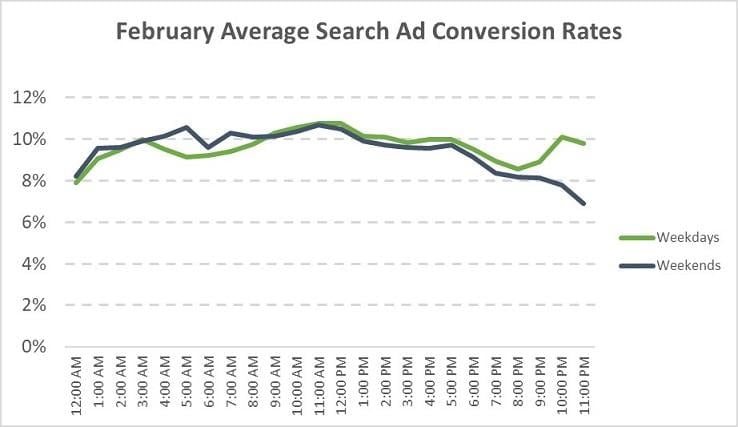 February Average Search Ad Conversion Rates
12%
10%
8%
6%
4%
2%
0%
Weekdays
Weekends
12:00 AM
1:00 AM
2:00 AM
3:00 AM
4:00 AM
5:00 AM
6:00 AM
7:00 AM
8:00 AM
9:00 AM
10:00 AM
11:00 AM
12:00 PM
1:00 PM
2:00 PM
3:00 PM
4:00 PM
5:00 PM
6:00 PM
7:00 PM
8:00 PM
9:00 PM
10:00 PM
11:00 PM